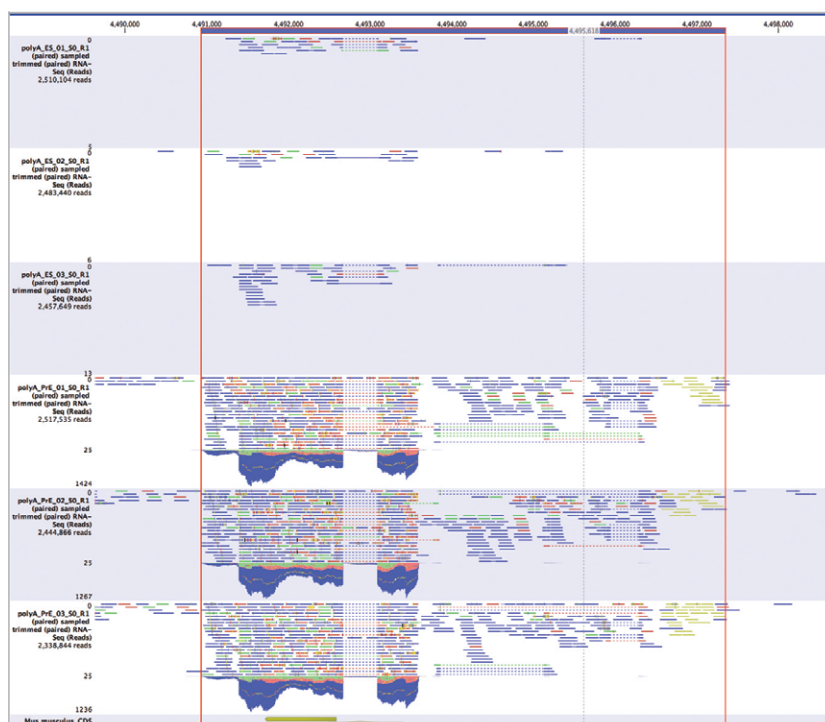 4,490,000 4,491,000 4,492,000 4,493,000 4,494,000 4,495,000 4,496,000 4,497,000 4,498,000
4,495,618
0
polyA_ES_01_S0_R1
(paired) sampled
trimmed (paired) RNA-
Seq (Reads)
2,510,104 reads
5
0
polyA_ES_02_S0_R1
(paired) sampled
trimmed (paired) RNA-
Seq (Reads)
2,483,440 reads
6
0
polyA_ES_03_S0_R1
(paired) sampled
trimmed (paired) RNA-
Seq (Reads)
2,457,649 reads
13
0
polyA_PrE_01_S0_R1
(paired) sampled
trimmed (paired) RNA-
Seq (Reads)
2,517,535 reads
25
1424
0
polyA_PrE_02_S0_R1
(paired) sampled
trimmed (paired) RNA-
Seq (Reads)
2,444,866 reads
25
1267
0
polyA_PrE_03_S0_R1
(paired) sampled
trimmed (paired) RNA-
Seq (Reads)
2,338,844 reads
25
1236
Mus musculus_CDS